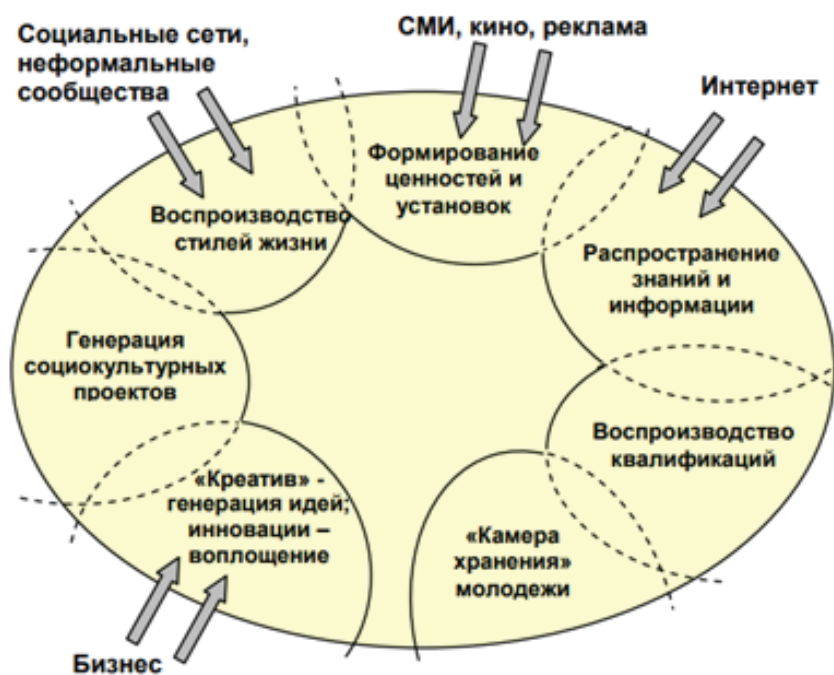 Социальные сети,
неформальные
сообщества
СМИ, кино, реклама
Интернет
Формирование
ценностей и
установок
Воспроизводство
стилей жизни
Распространение
знаний и
информации
Генерация
социокультурных
проектов
Воспроизводство
квалификаций
«Креатив» -
генерация идей;
инновации –
воплощение
«Камера
хранения»
молодежи
Бизнес